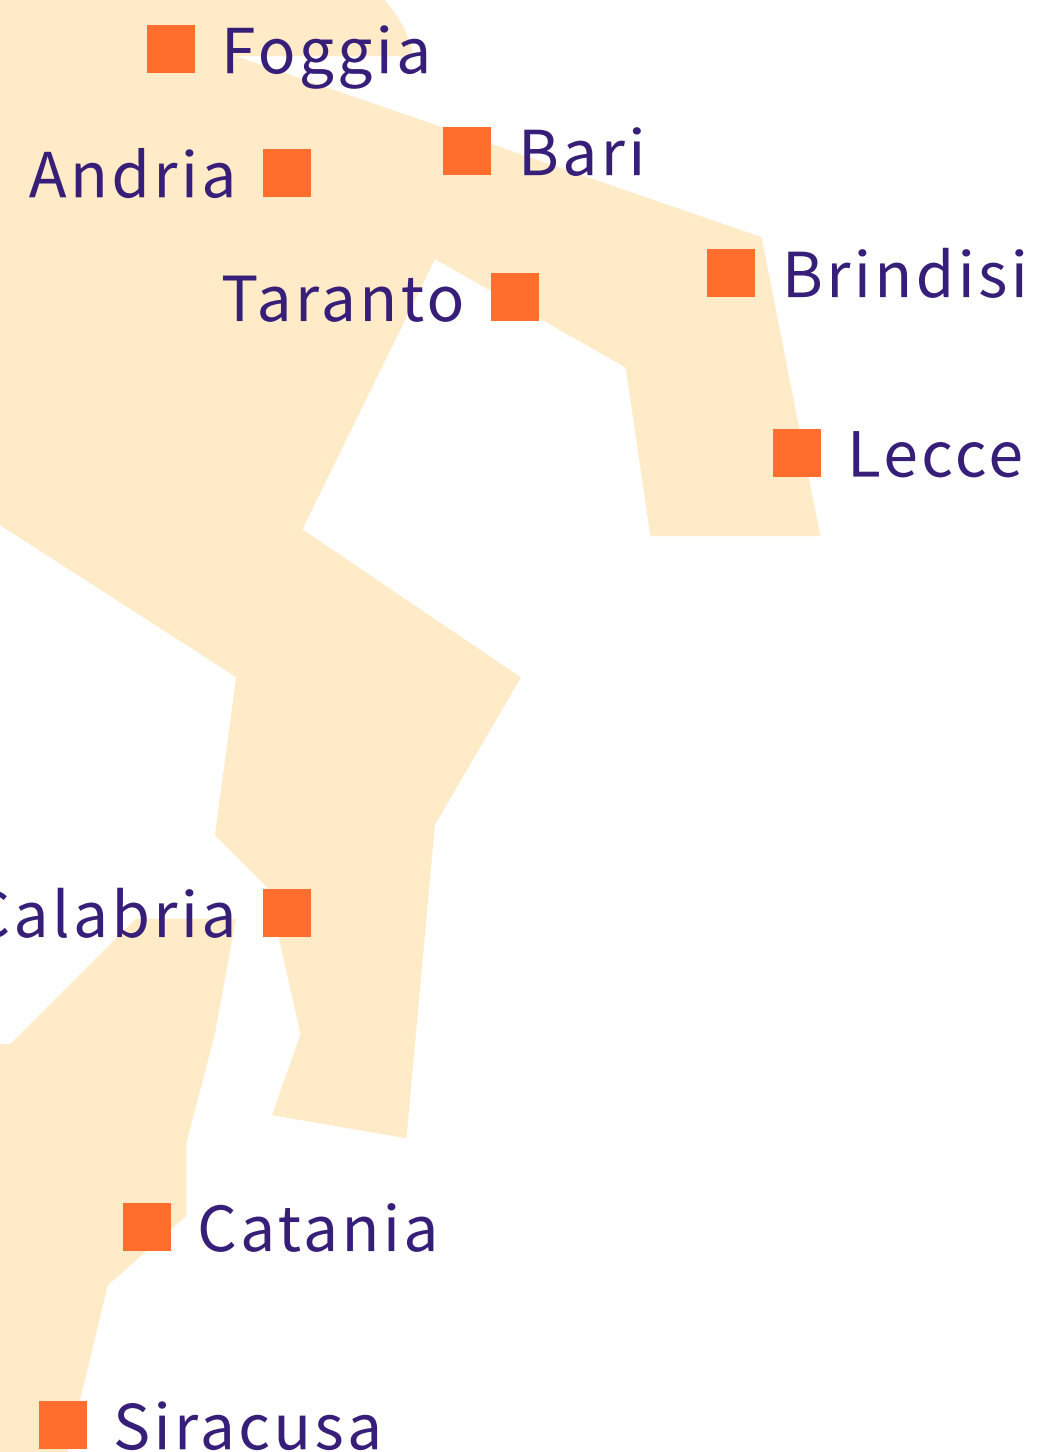 Foggia
Bari
Andria
Brindisi
Taranto
Lecce
Calabria
Catania
Siracusa